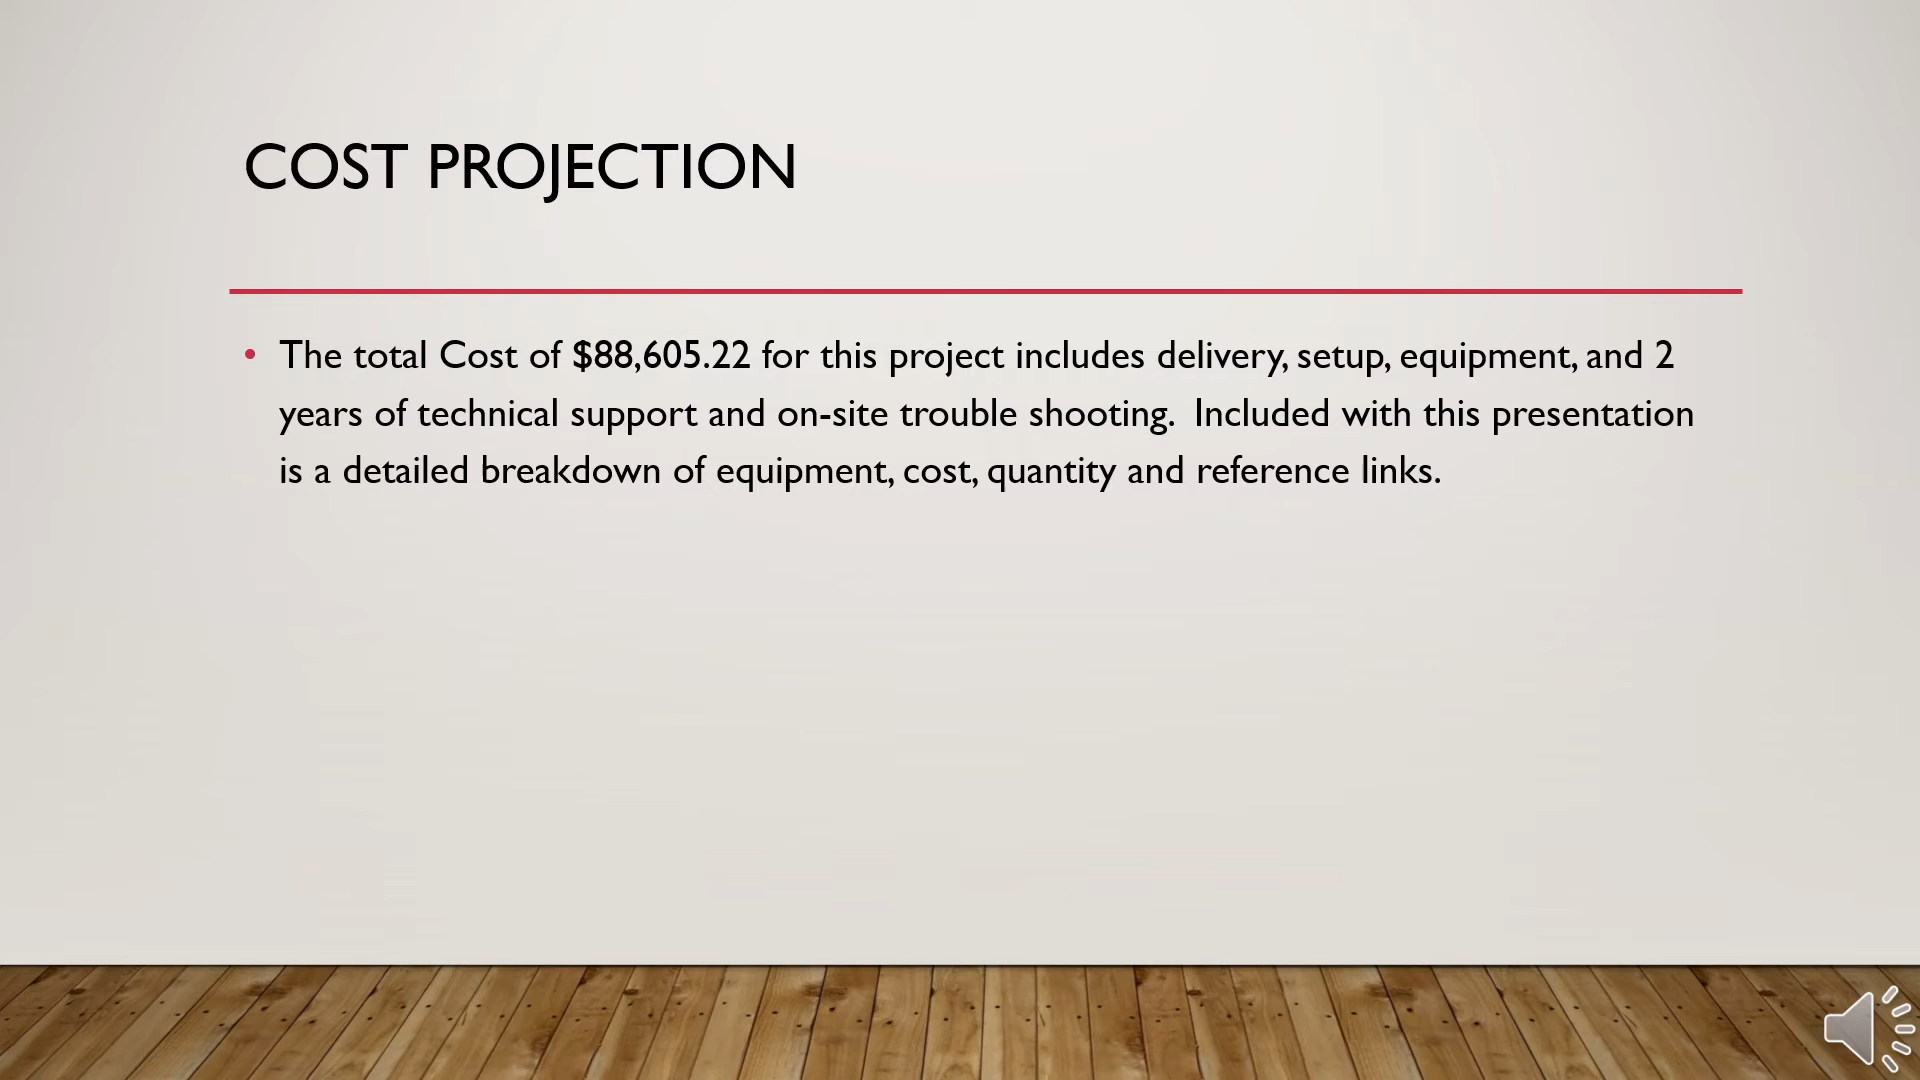 COST PROJECTION
• The total Cost of $88,605.22 for this project includes delivery, setup, equipment, and 2
years of technical support and on-site trouble shooting.  Included with this presentation
is a detailed breakdown of equipment, cost, quantity and reference links.